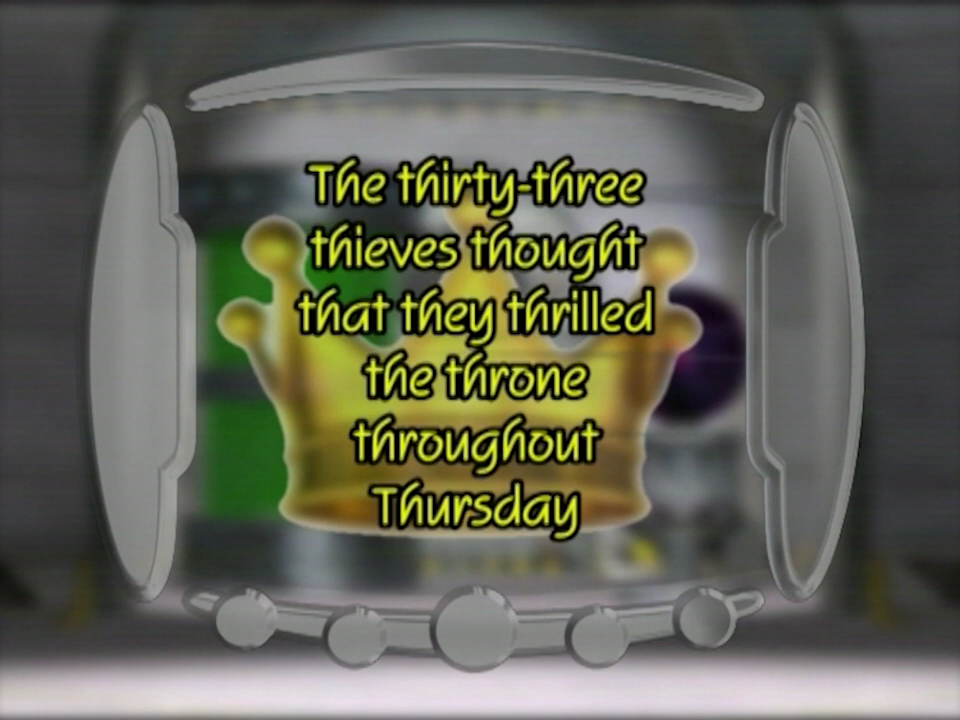 The thirty-three
thieves thought
that they thrilled
the throne
throughout
Thursday